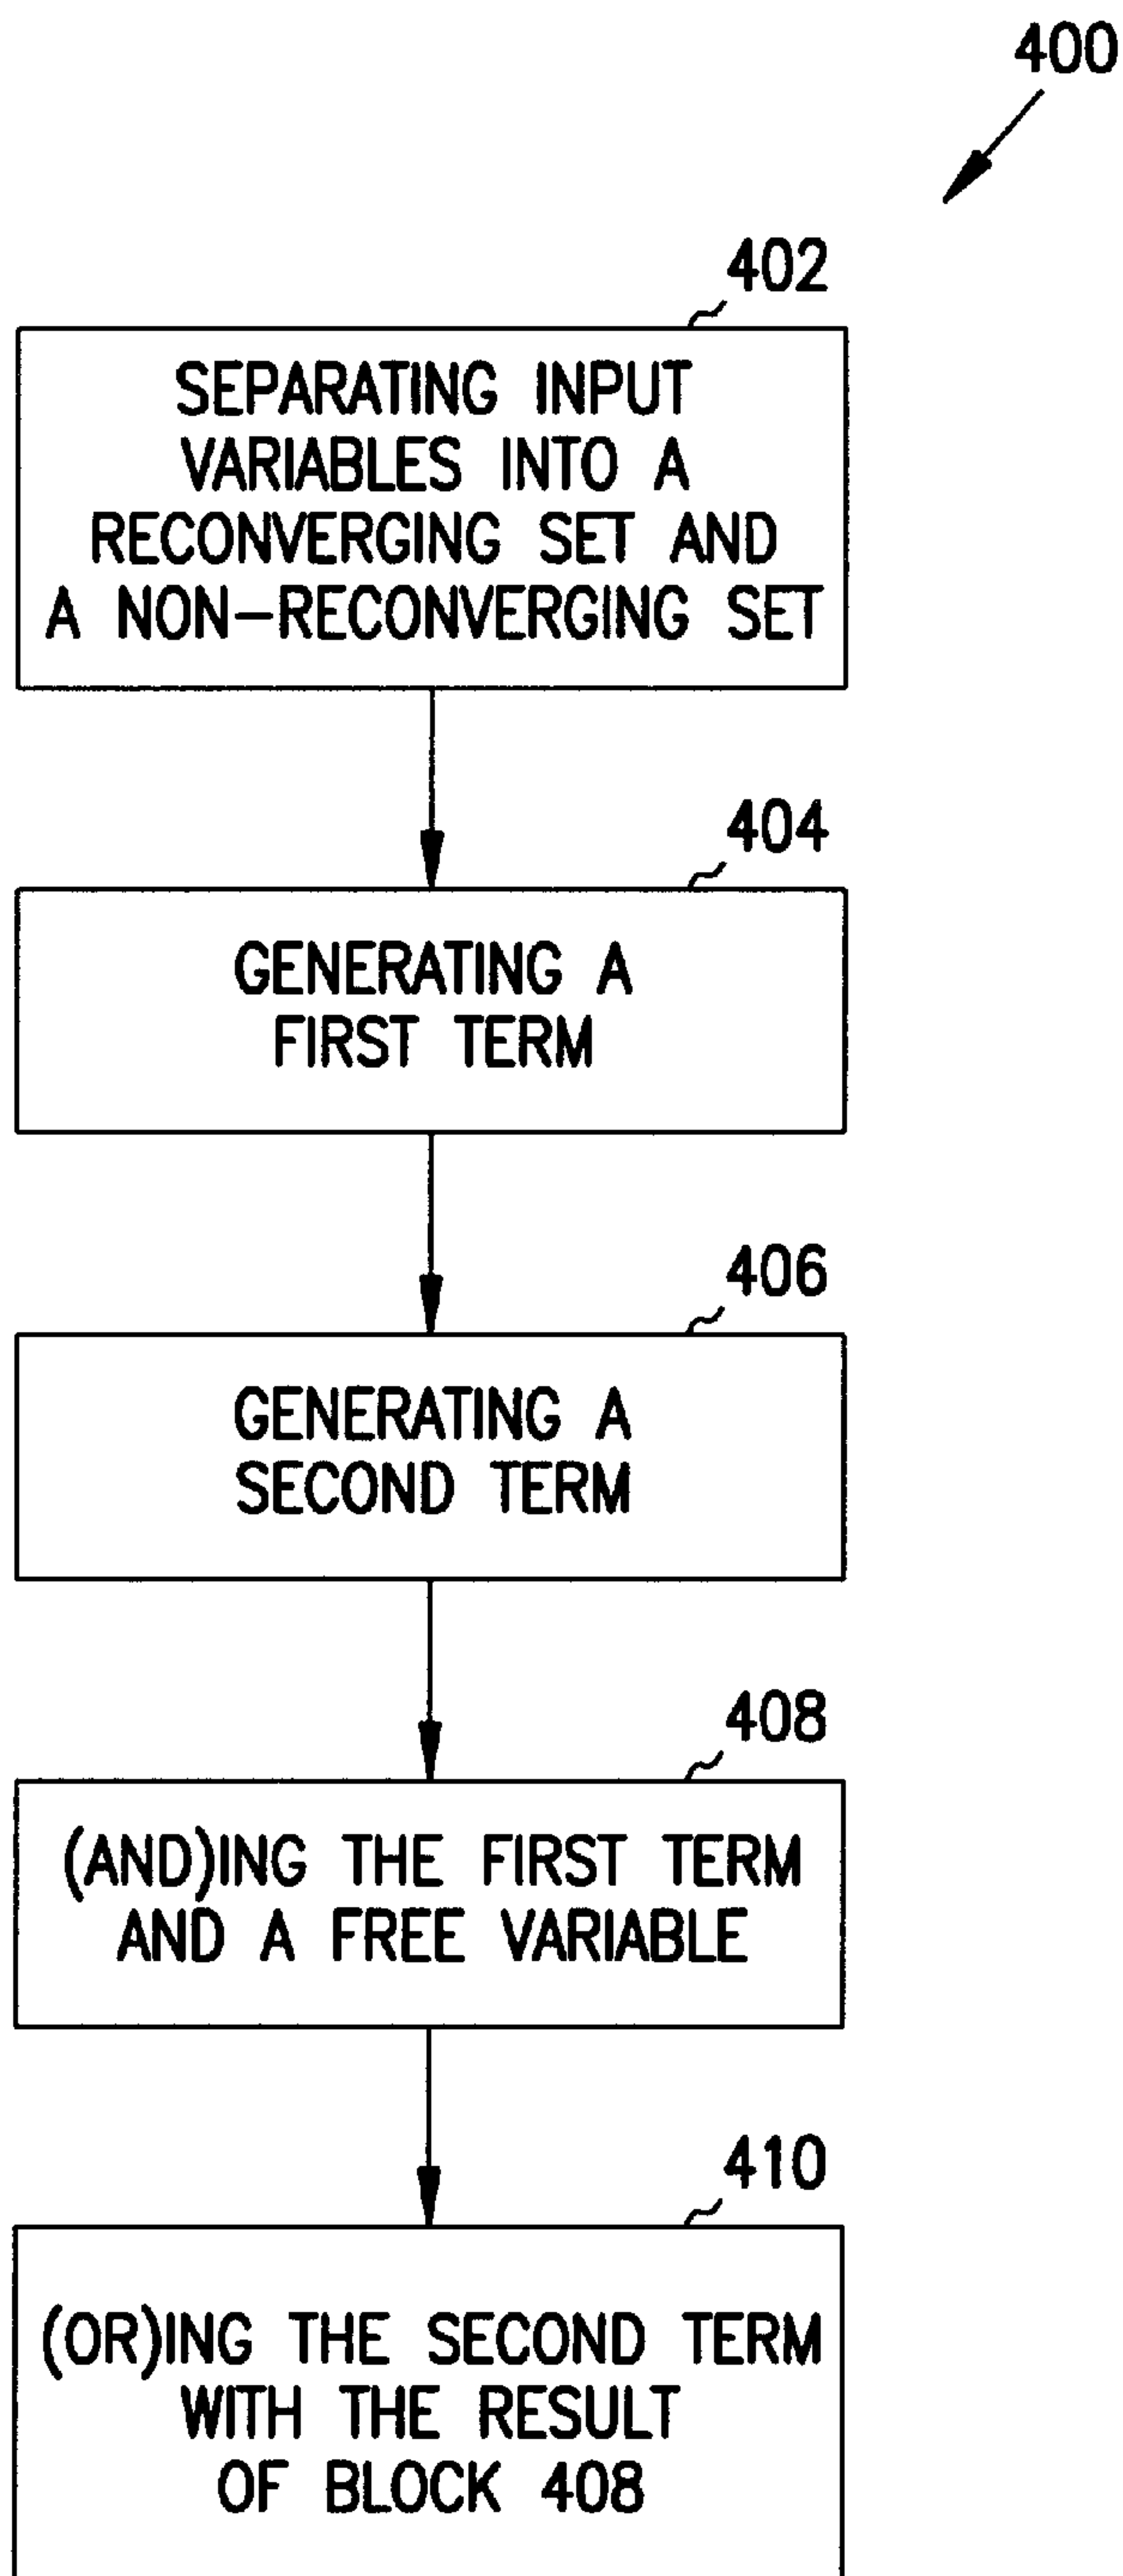 400
402
SEPARATING INPUT
VARIABLES INTO A
RECONVERGING SET AND
A NON-RECONVERGING SET
404
GENERATING A
FIRST TERM
406
GENERATING A
SECOND TERM
408
(AND)ING THE FIRST TERM
AND A FREE VARIABLE
410
(OR)ING THE SECOND TERM
WITH THE RESULT
OF BLOCK 408